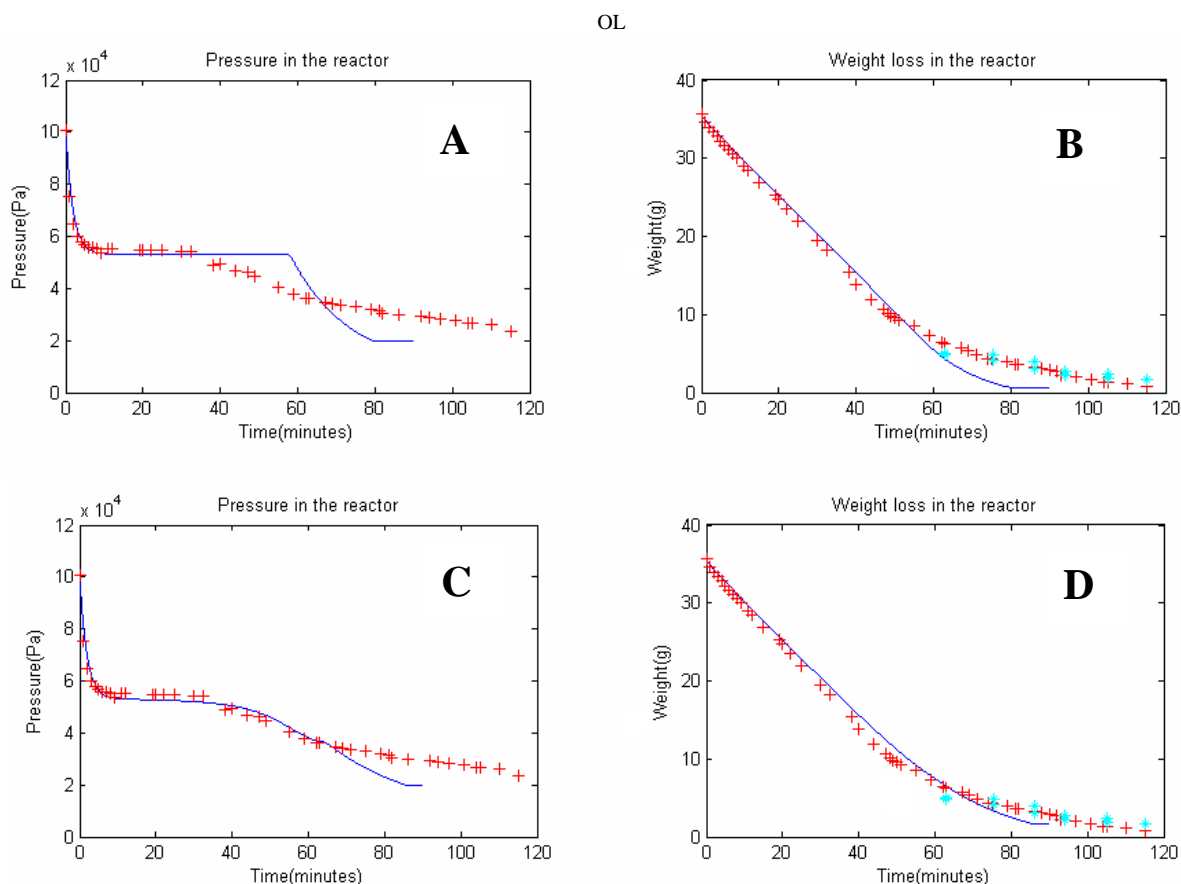 OL
Pressure in the reactor
× 10⁴
A
12
10
8
6
4
2
0
Pressure(Pa)
0 20 40 60 80 100 120
Time(minutes)
Weight loss in the reactor
B
40
30
20
10
0
Weight(g)
0 20 40 60 80 100 120
Time(minutes)
Pressure in the reactor
× 10⁴
C
12
10
8
6
4
2
0
Pressure(Pa)
0 20 40 60 80 100 120
Time(minutes)
Weight loss in the reactor
D
40
30
20
10
0
Weight(g)
0 20 40 60 80 100 120
Time(minutes)